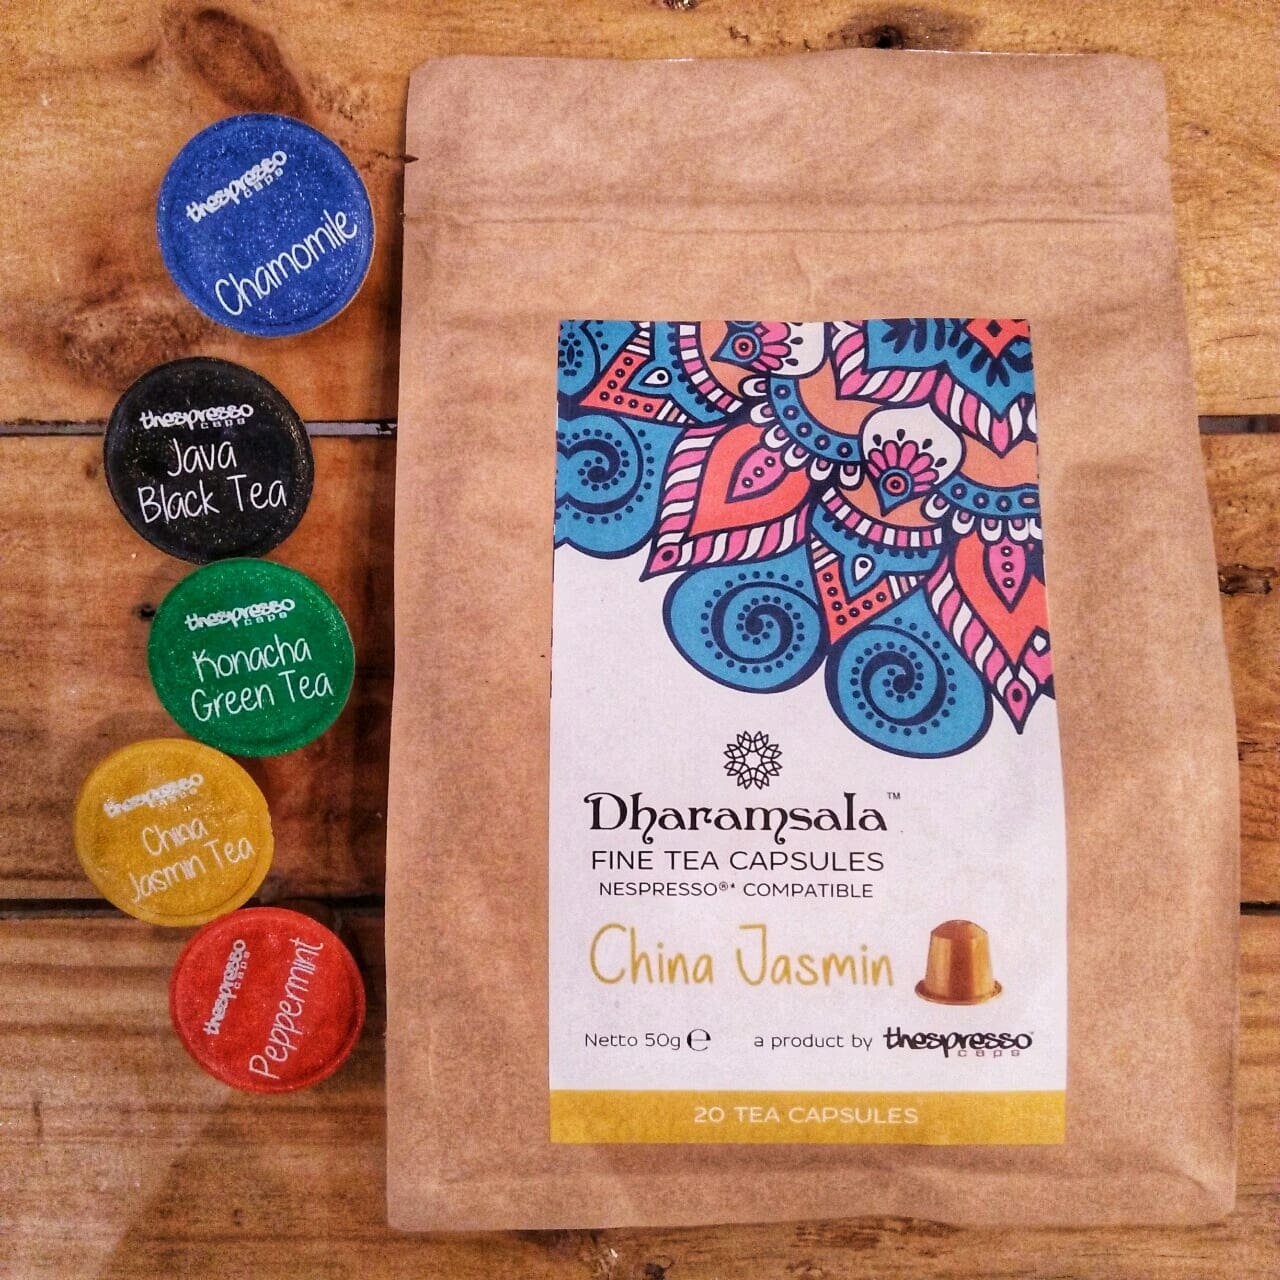 thespresso
caps
Chamomile
thespresso
caps
Java
Black Tea
thespresso
caps
Konacha
Green Tea
thespresso
caps
China
Jasmin Tea
thespresso
caps
Peppermint
Dharamsala™
FINE TEA CAPSULES
NESPRESSO®* COMPATIBLE
China Jasmin
Netto 50g ℮ a product by thespresso
caps
20 TEA CAPSULES